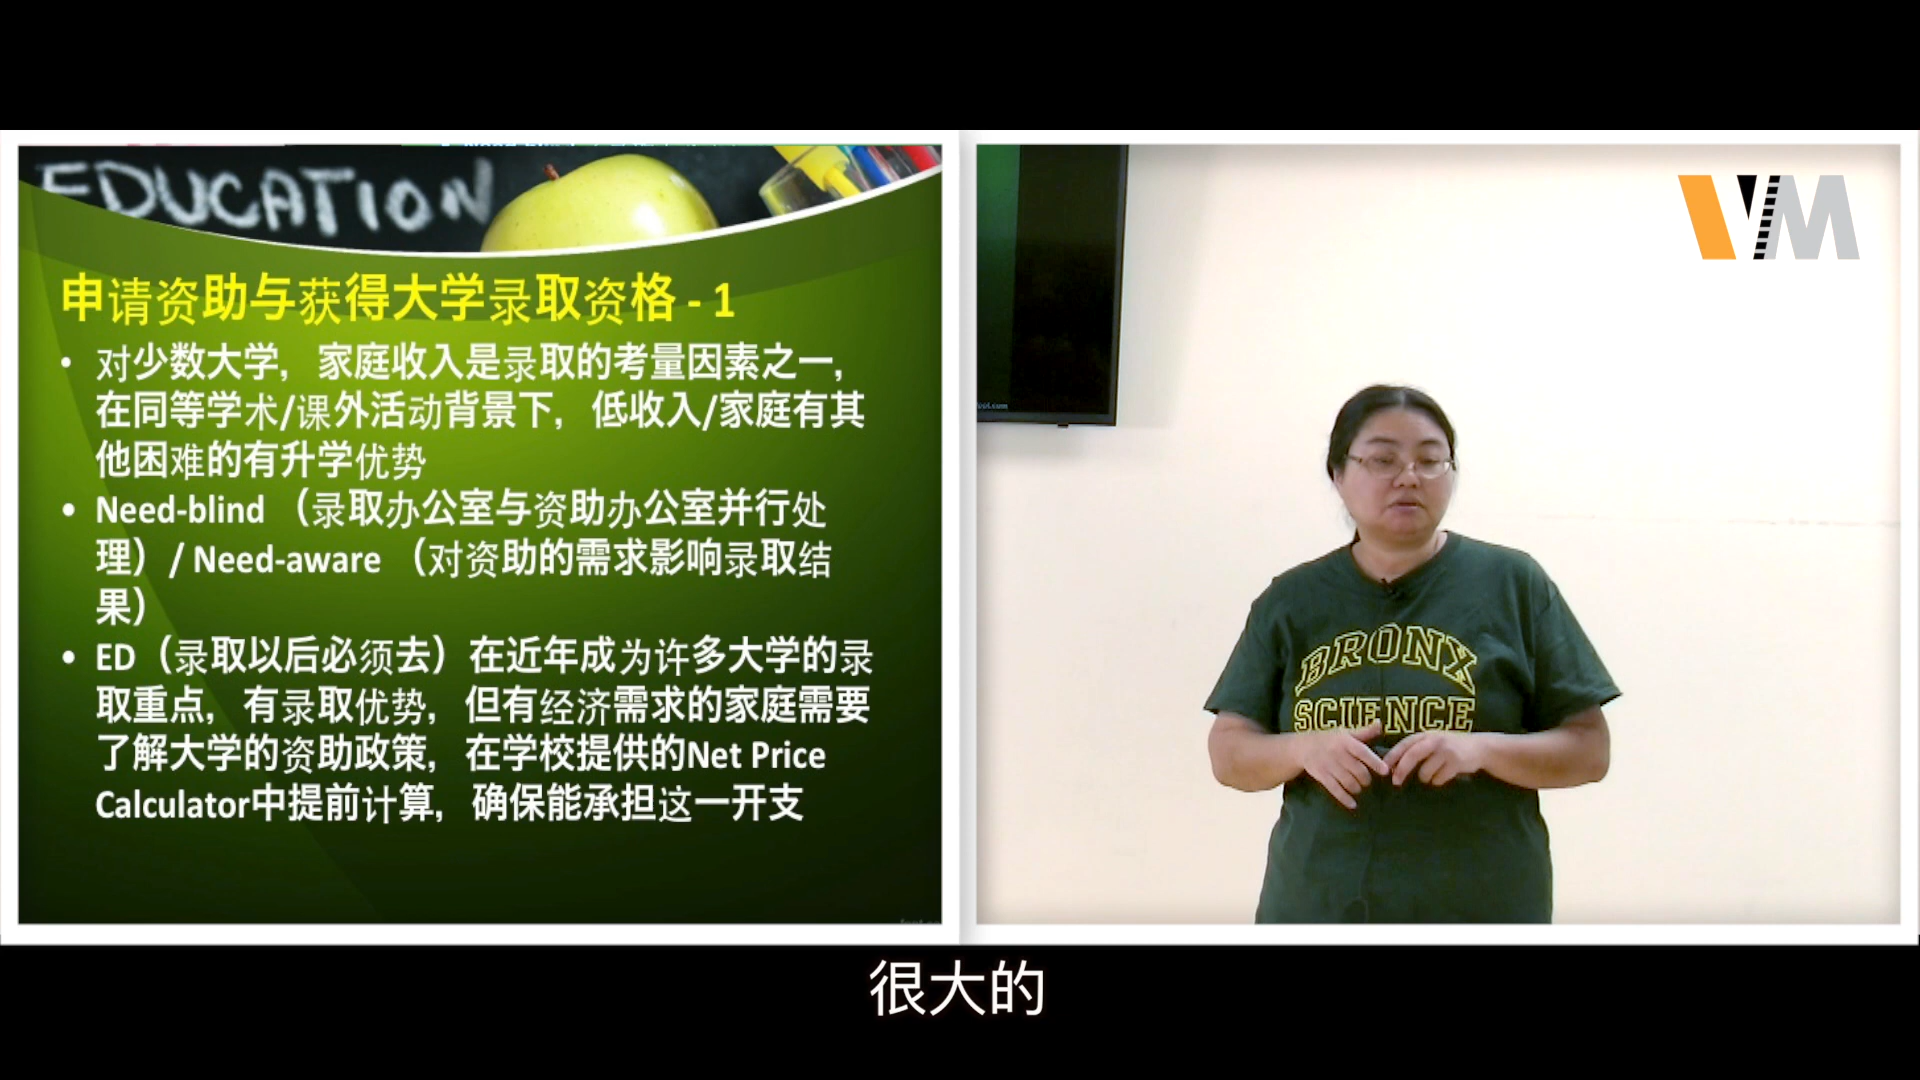 EDUCATION
申请资助与获得大学录取资格 - 1
• 对少数大学，家庭收入是录取的考量因素之一，
在同等学术/课外活动背景下，低收入/家庭有其
他困难的有升学优势
• Need-blind （录取办公室与资助办公室并行处
理）/ Need-aware （对资助的需求影响录取结
果）
• ED（录取以后必须去）在近年成为许多大学的录
取重点，有录取优势，但有经济需求的家庭需要
了解大学的资助政策，在学校提供的Net Price
Calculator中提前计算，确保能承担这一开支
VM
BRONX
SCIENCE
很大的